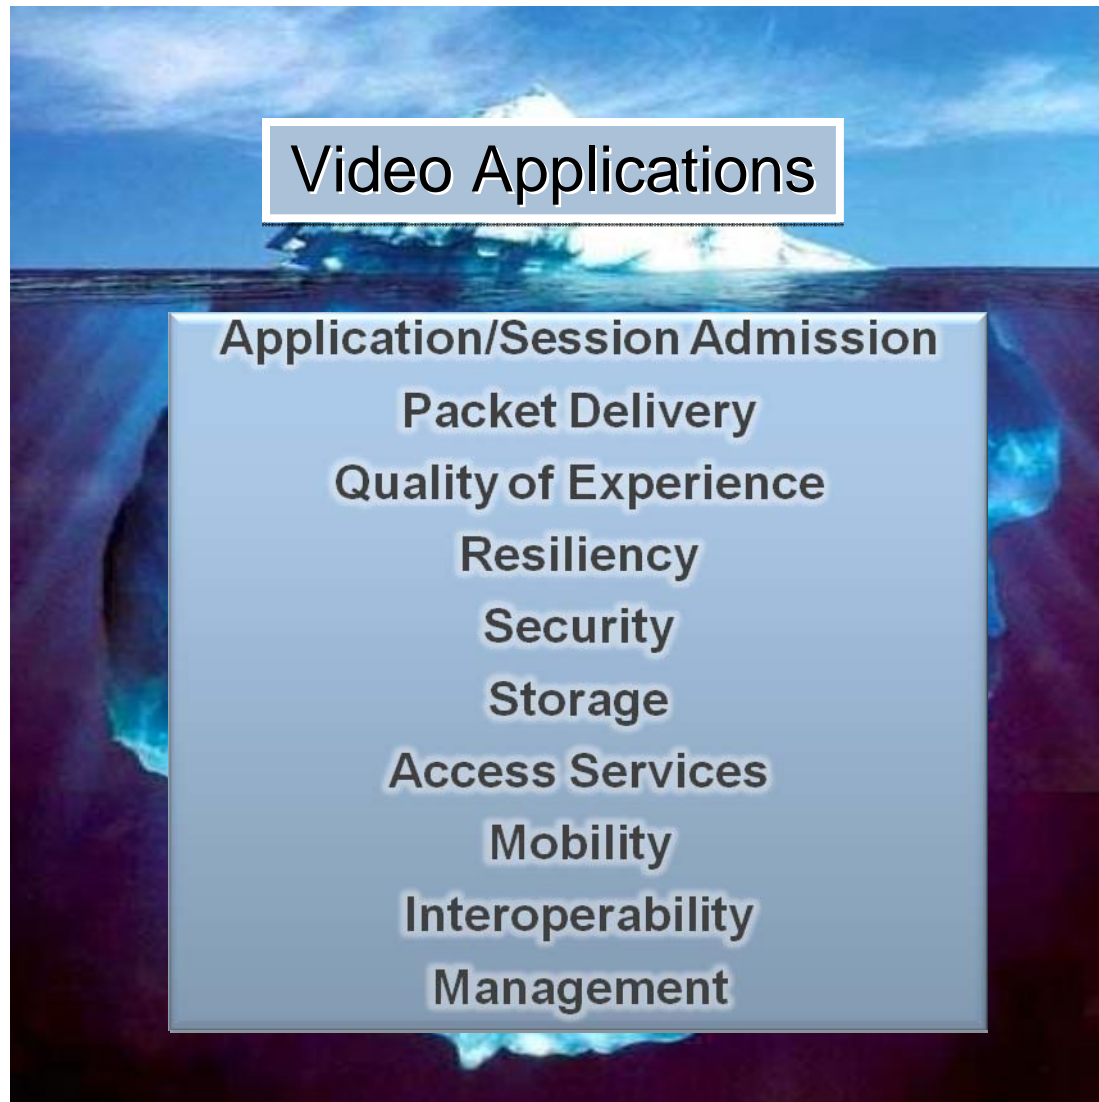 Video Applications
Application/Session Admission
Packet Delivery
Quality of Experience
Resiliency
Security
Storage
Access Services
Mobility
Interoperability
Management